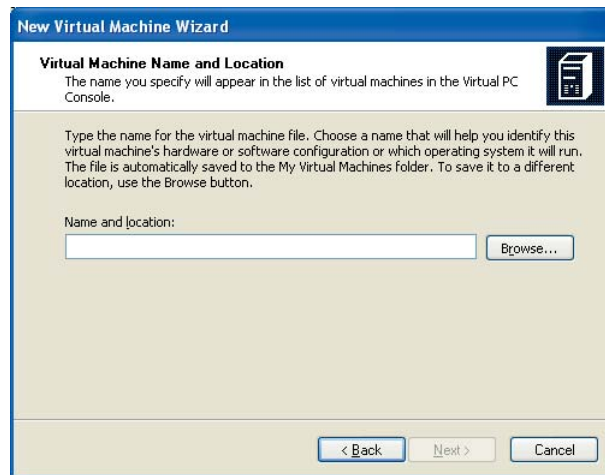 New Virtual Machine Wizard
Virtual Machine Name and Location
The name you specify will appear in the list of virtual machines in the Virtual PC
Console.
Type the name for the virtual machine file. Choose a name that will help you identify this
virtual machine's hardware or software configuration or which operating system it will run.
The file is automatically saved to the My Virtual Machines folder. To save it to a different
location, use the Browse button.
Name and location:
Browse...
< Back
Next >
Cancel